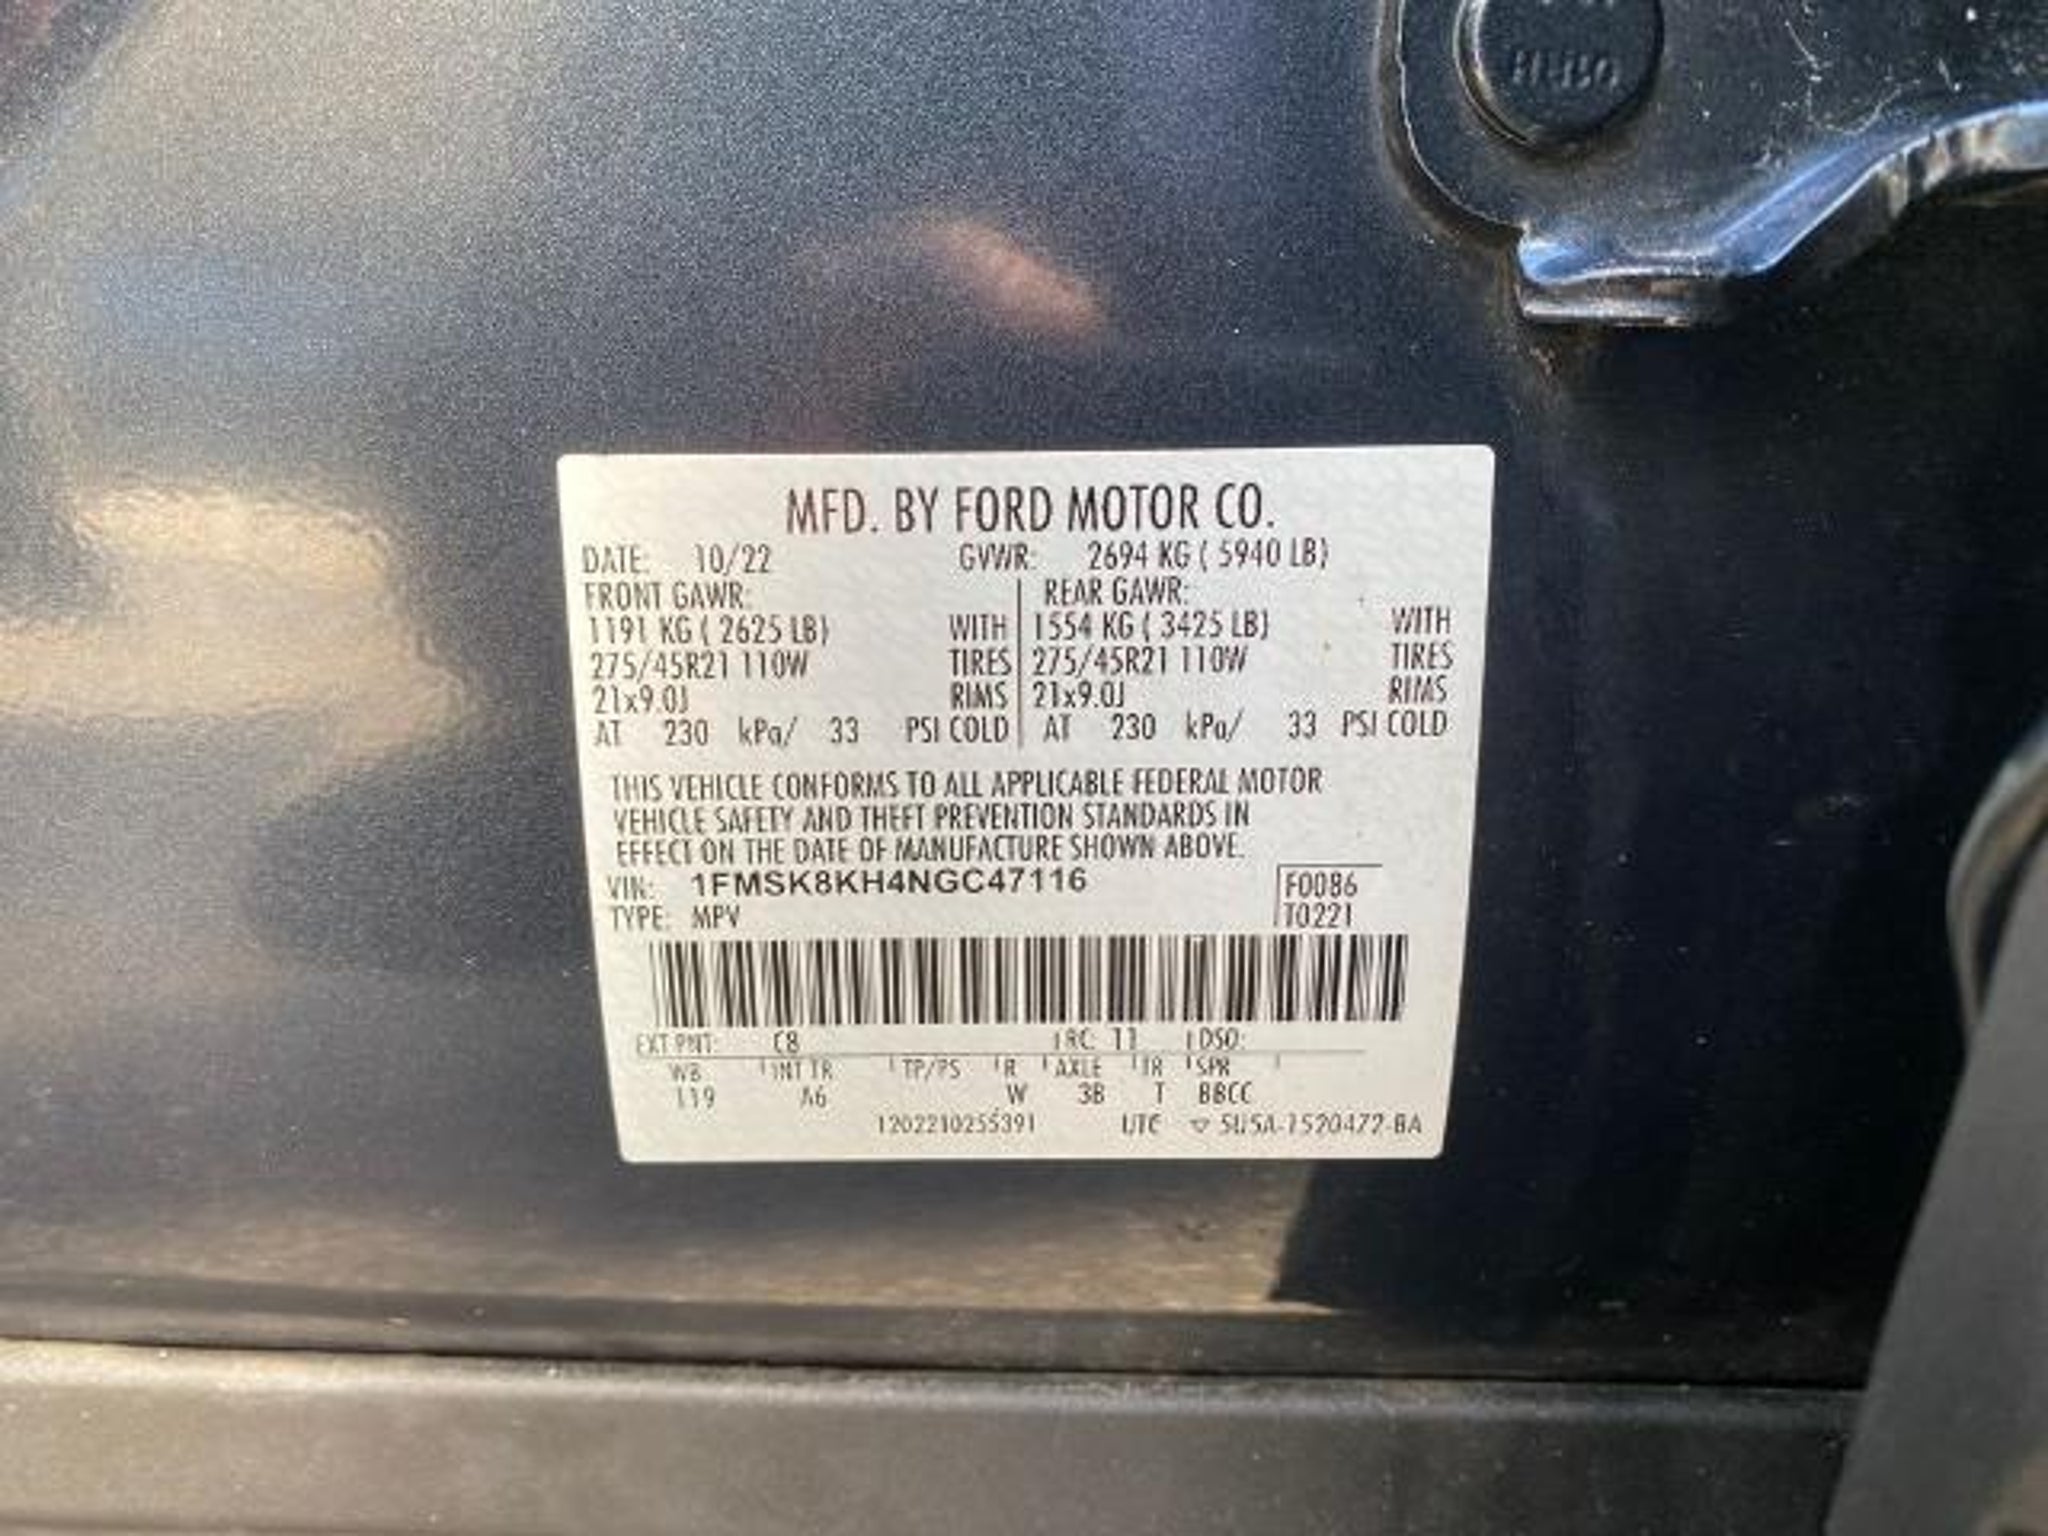 MFD. BY FORD MOTOR CO.
DATE: 10/22 GVWR: 2694 KG ( 5940 LB)
FRONT GAWR: REAR GAWR:
1191 KG ( 2625 LB) WITH 1554 KG ( 3425 LB) WITH
275/45R21 110W TIRES 275/45R21 110W TIRES
21x9.0J RIMS 21x9.0J RIMS
AT 230 kPa/ 33 PSI COLD AT 230 kPa/ 33 PSI COLD
THIS VEHICLE CONFORMS TO ALL APPLICABLE FEDERAL MOTOR
VEHICLE SAFETY AND THEFT PREVENTION STANDARDS IN
EFFECT ON THE DATE OF MANUFACTURE SHOWN ABOVE.
VIN: 1FMSK8KH4NGC47116 F0086
TYPE: MPV T0221
EXT PNT: C8 RC: 11 DSO:
WB INT TR TP/PS R AXLE TR SPR
119 A6 W 3B T BBCC
1202210255391 UTC ▽ 5U5A-1520472-BA